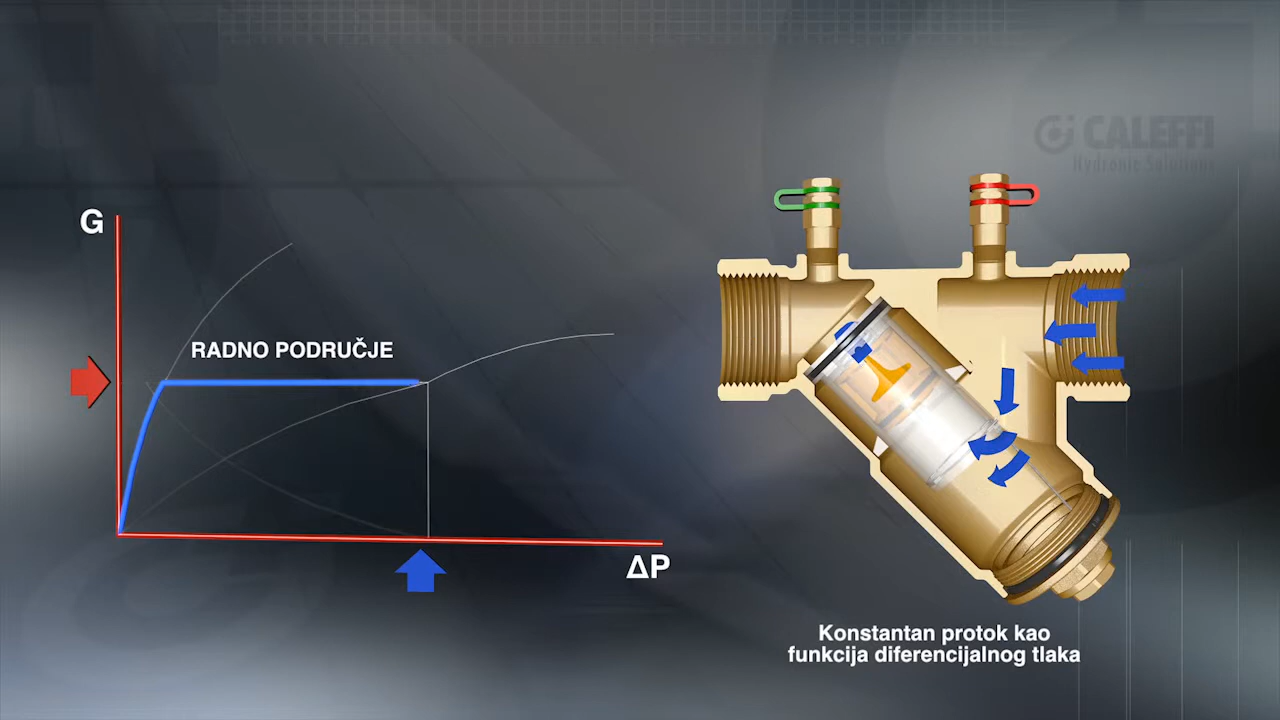 CALEFFI
Hydronic Solutions
G
RADNO PODRUČJE
ΔP
Konstantan protok kao
funkcija diferencijalnog tlaka